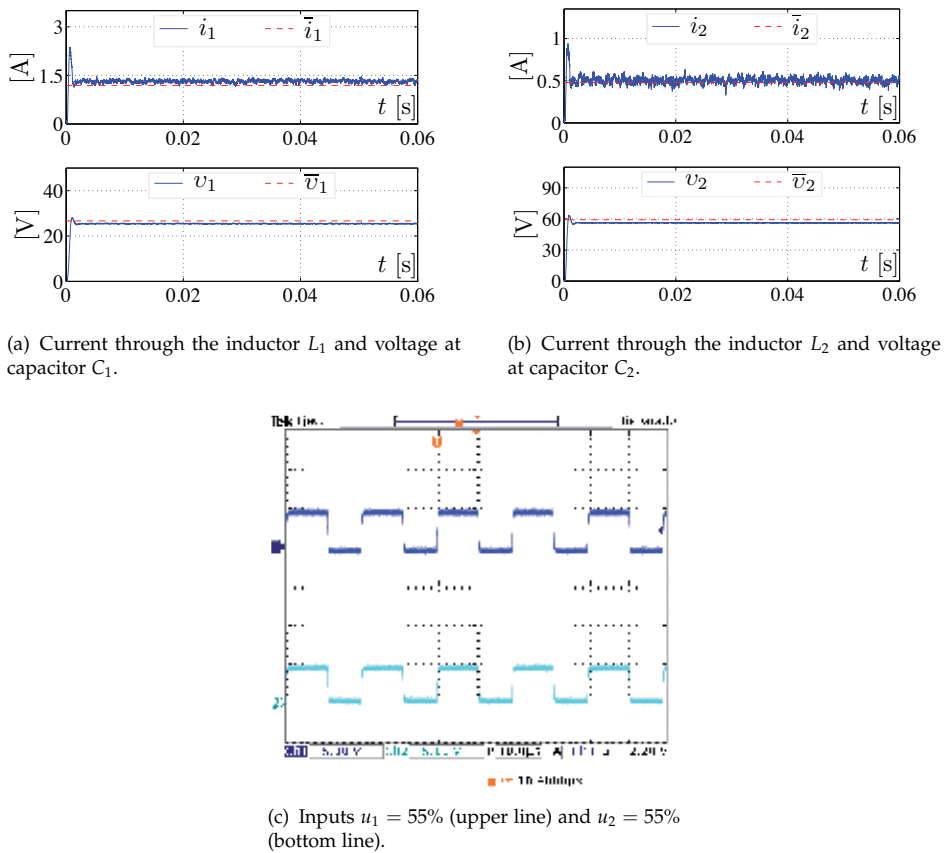 i₁ i̅₁
[A]
3
1.5
0
t [s]
0 0.02 0.04 0.06
v₁ v̅₁
[V]
40
20
0
t [s]
0 0.02 0.04 0.06
(a) Current through the inductor L₁ and voltage at
capacitor C₁.
i₂ i̅₂
[A]
1
0.5
0
t [s]
0 0.02 0.04 0.06
v₂ v̅₂
[V]
90
60
30
0
t [s]
0 0.02 0.04 0.06
(b) Current through the inductor L₂ and voltage
at capacitor C₂.
2.20 V
(c) Inputs u₁ = 55% (upper line) and u₂ = 55%
(bottom line).